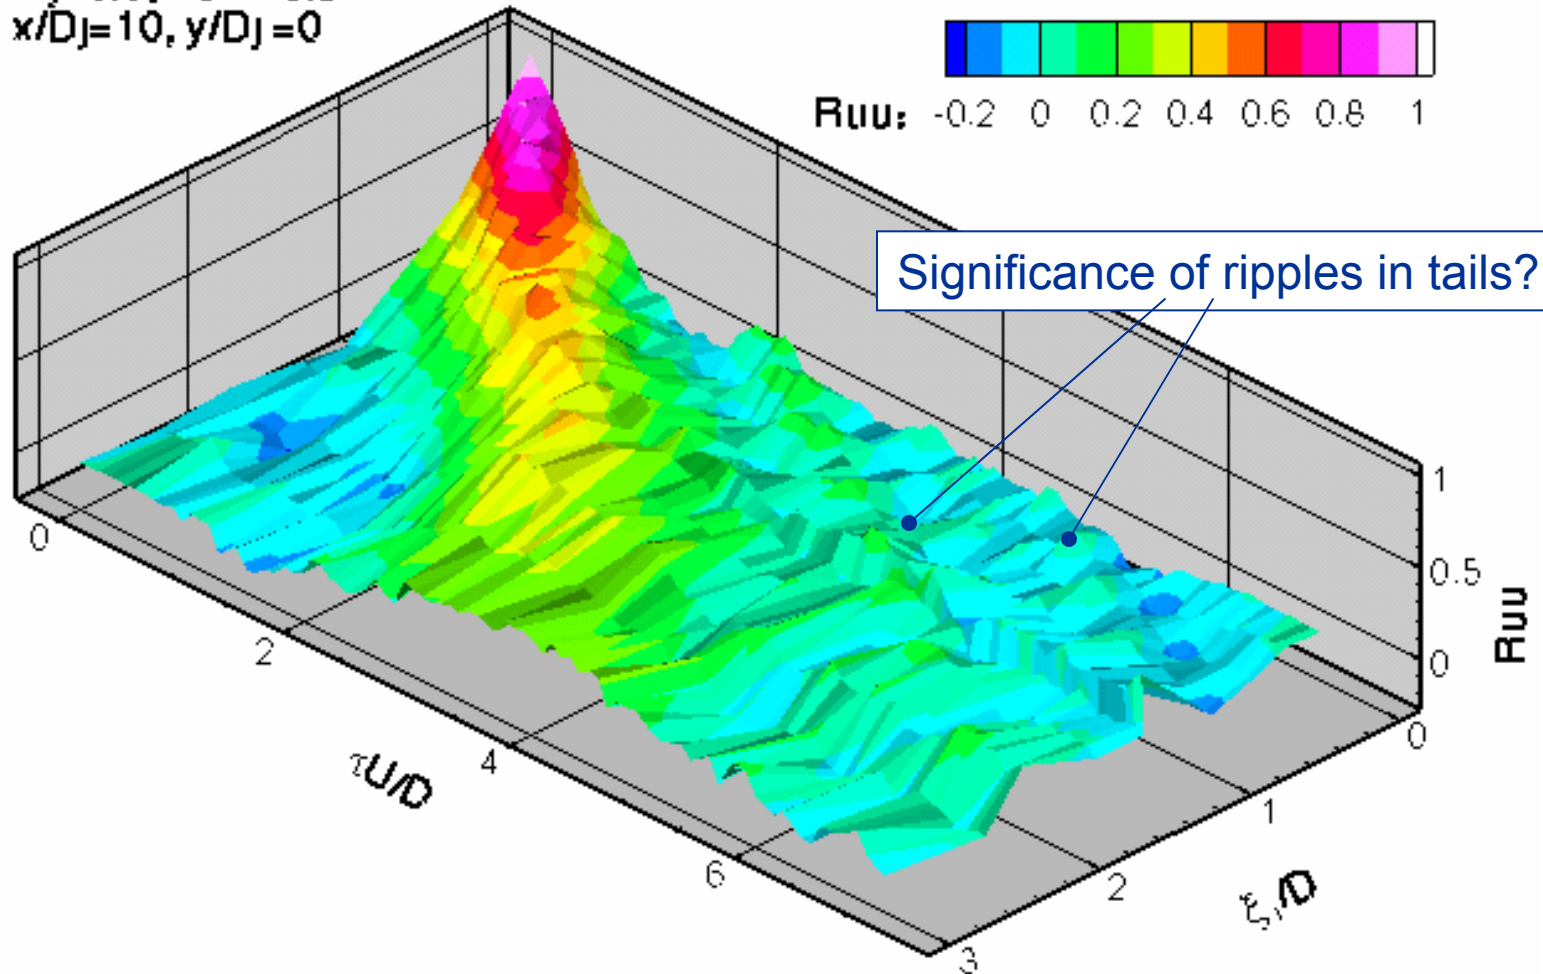 x/Dj=10, y/Dj =0
Ruu: -0.2 0 0.2 0.4 0.6 0.8 1
Significance of ripples in tails?
1
0.5
0
Ruu
0
2
4
6
τU/D
0
1
2
3
ξ₁/D